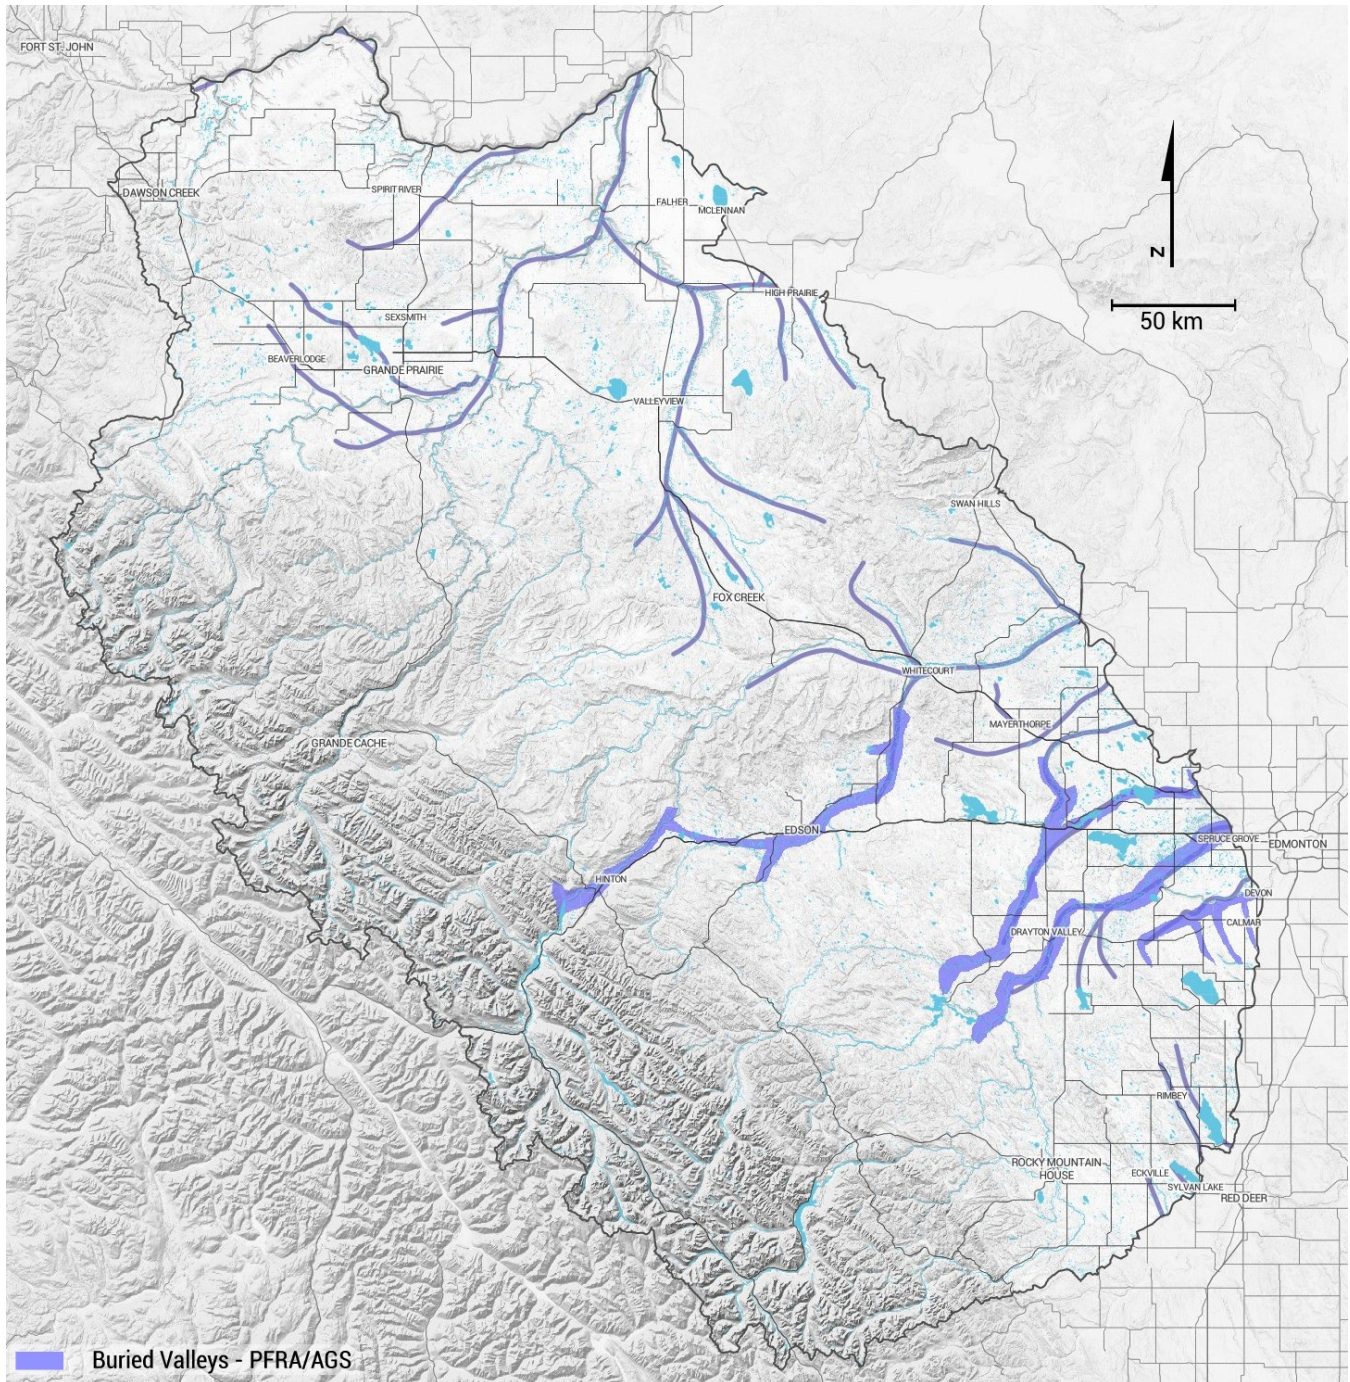 FORT ST. JOHN
DAWSON CREEK
SPIRIT RIVER
FALHER
MCLENNAN
N
HIGH PRAIRIE
50 km
SEXSMITH
BEAVERLODGE
GRANDE PRAIRIE
VALLEYVIEW
SWAN HILLS
FOX CREEK
WHITECOURT
MAYERTHORPE
GRANDE CACHE
EDSON
SPRUCE GROVE
EDMONTON
HINTON
DEVON
CALMAR
DRAYTON VALLEY
RIMBEY
ROCKY MOUNTAIN
HOUSE
ECKVILLE
SYLVAN LAKE
RED DEER
Buried Valleys - PFRA/AGS